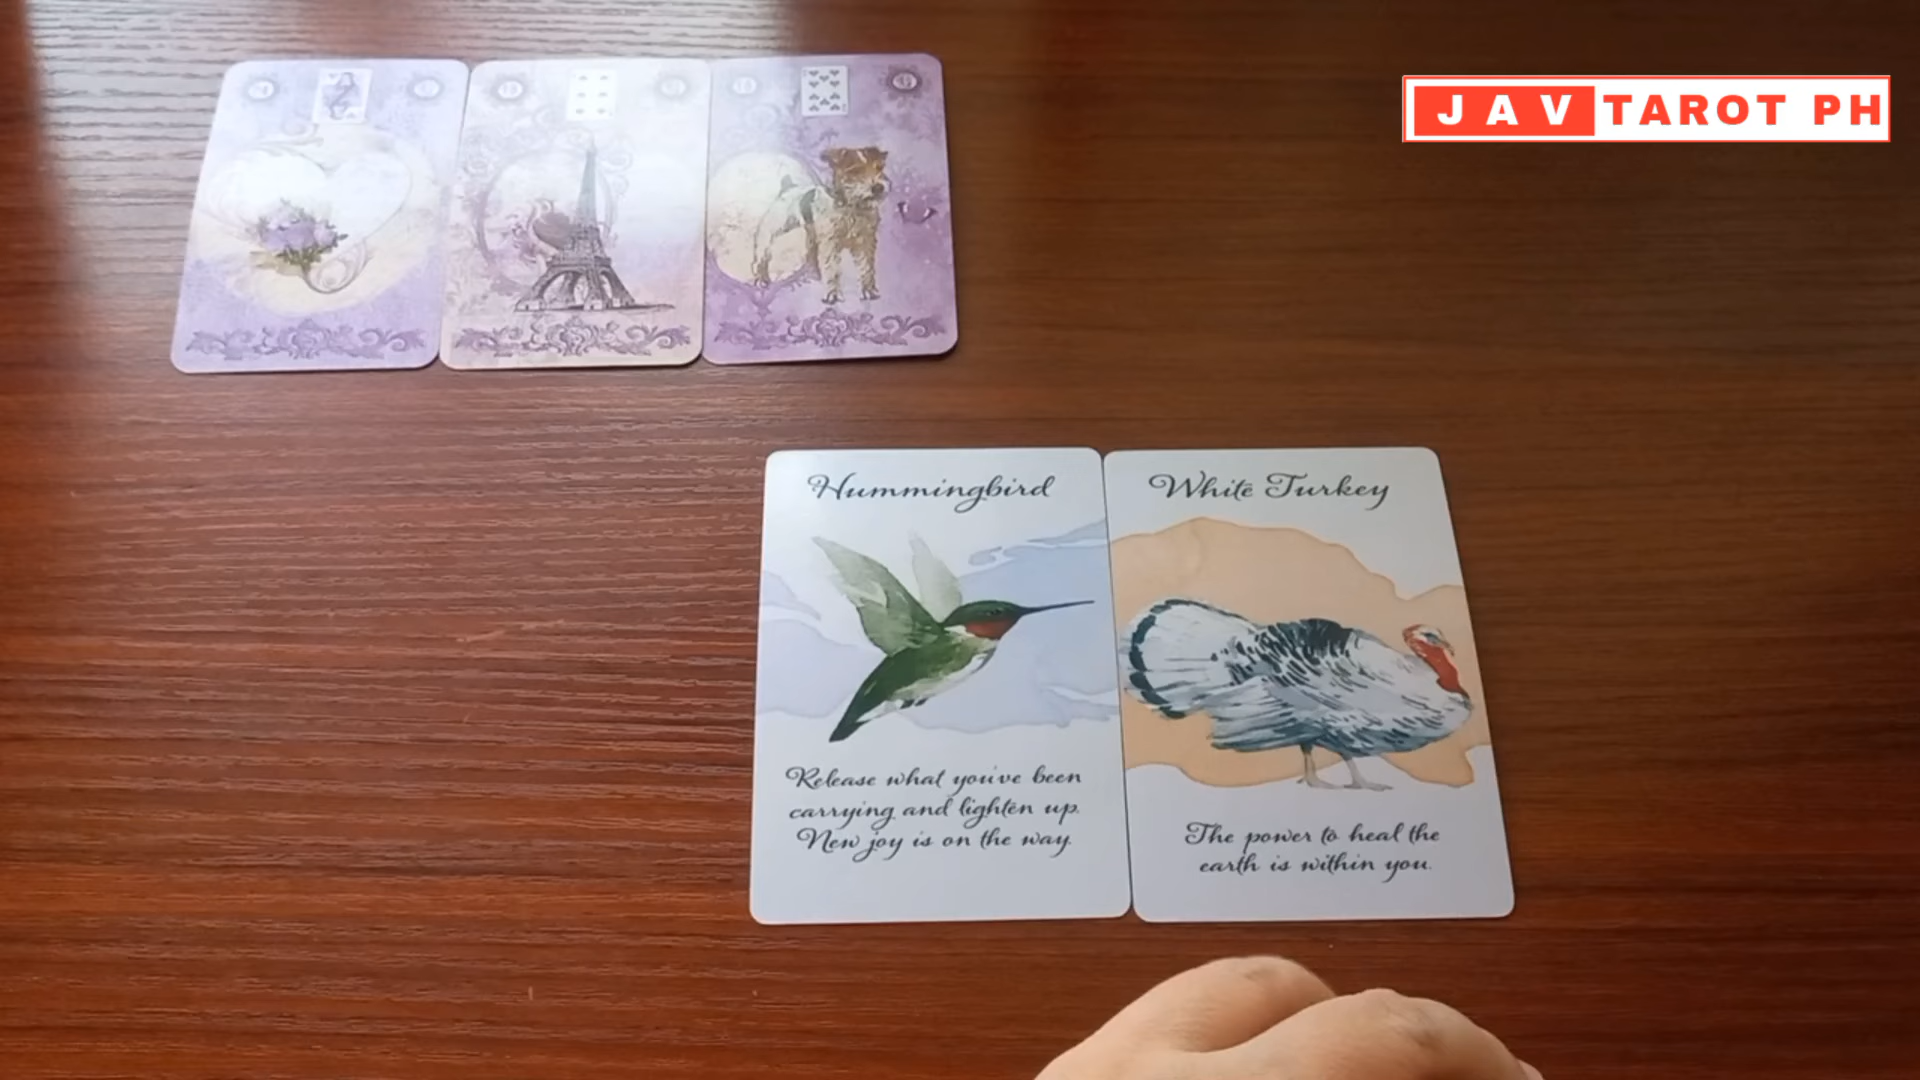 JAV TAROT PH
Hummingbird
Release what you've been
carrying and lighten up.
New joy is on the way.
White Turkey
The power to heal the
earth is within you.